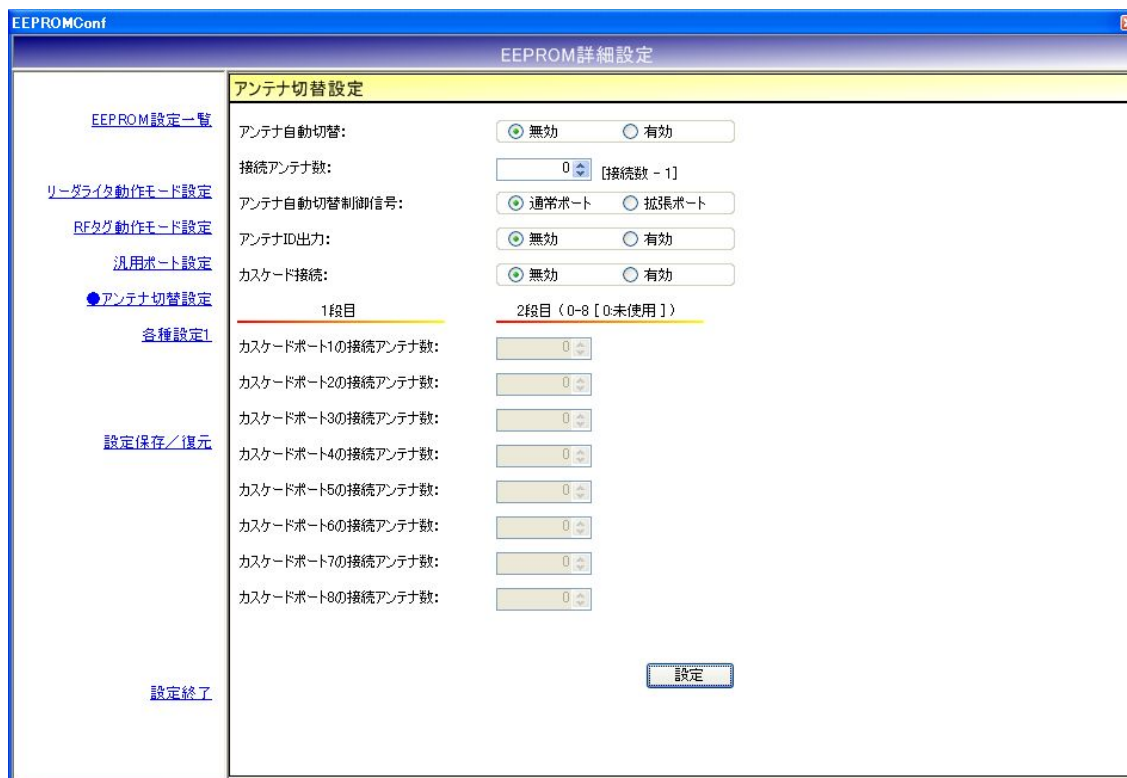 EEPROMConf
EEPROM詳細設定
EEPROM設定一覧
リーダライタ動作モード設定
RFタグ動作モード設定
汎用ポート設定
●アンテナ切替設定
各種設定1
設定保存／復元
設定終了
アンテナ切替設定
アンテナ自動切替: 無効 有効
接続アンテナ数: 0 [接続数 - 1]
アンテナ自動切替制御信号: 通常ポート 拡張ポート
アンテナID出力: 無効 有効
カスケード接続: 無効 有効
1段目 2段目（0-8 [ 0:未使用 ]）
カスケードポート1の接続アンテナ数: 0
カスケードポート2の接続アンテナ数: 0
カスケードポート3の接続アンテナ数: 0
カスケードポート4の接続アンテナ数: 0
カスケードポート5の接続アンテナ数: 0
カスケードポート6の接続アンテナ数: 0
カスケードポート7の接続アンテナ数: 0
カスケードポート8の接続アンテナ数: 0
設定